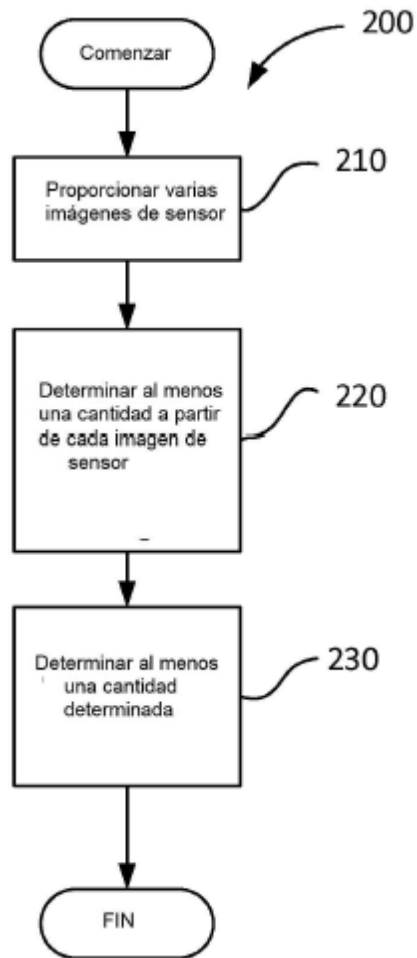 Comenzar
200
Proporcionar varias
imágenes de sensor
210
Determinar al menos
una cantidad a partir
de cada imagen de
sensor
220
Determinar al menos
una cantidad
determinada
230
FIN